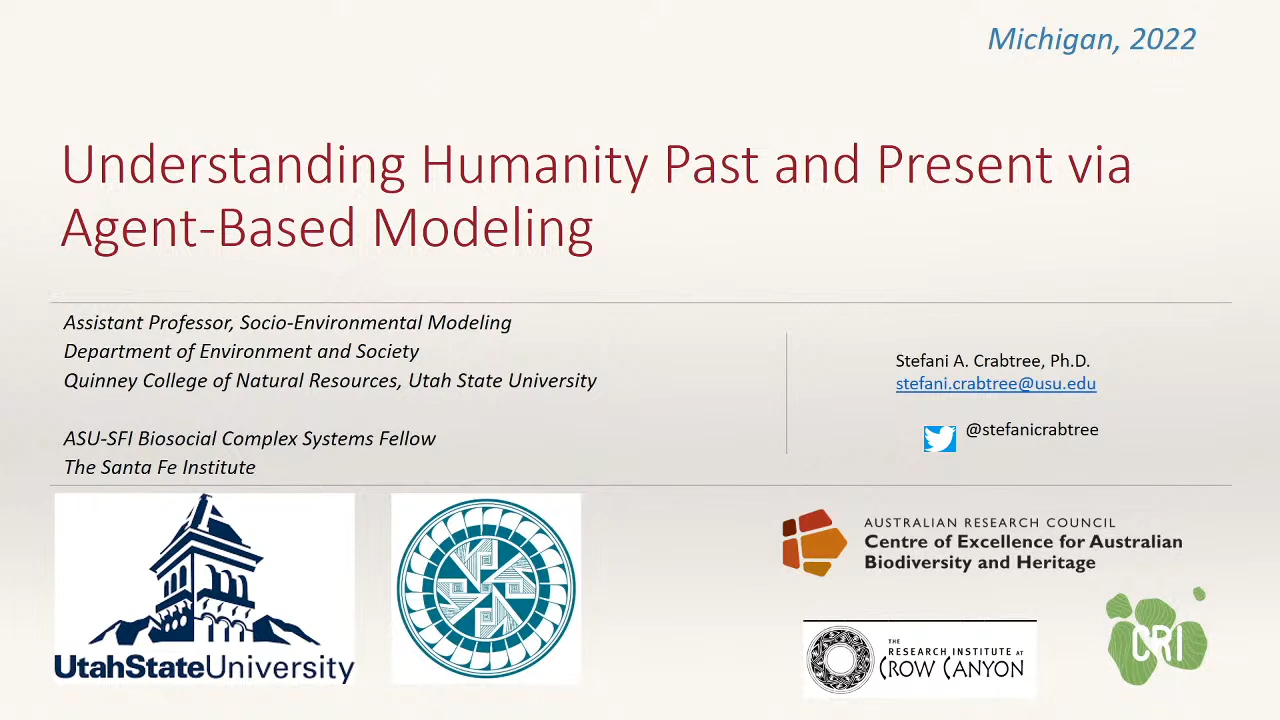 Michigan, 2022
Understanding Humanity Past and Present via
Agent-Based Modeling
Assistant Professor, Socio-Environmental Modeling
Department of Environment and Society
Quinney College of Natural Resources, Utah State University
ASU-SFI Biosocial Complex Systems Fellow
The Santa Fe Institute
Stefani A. Crabtree, Ph.D.
stefani.crabtree@usu.edu
@stefanicrabtree
UtahStateUniversity
AUSTRALIAN RESEARCH COUNCIL
Centre of Excellence for Australian
Biodiversity and Heritage
THE
RESEARCH INSTITUTE AT
CROW CANYON
CRI